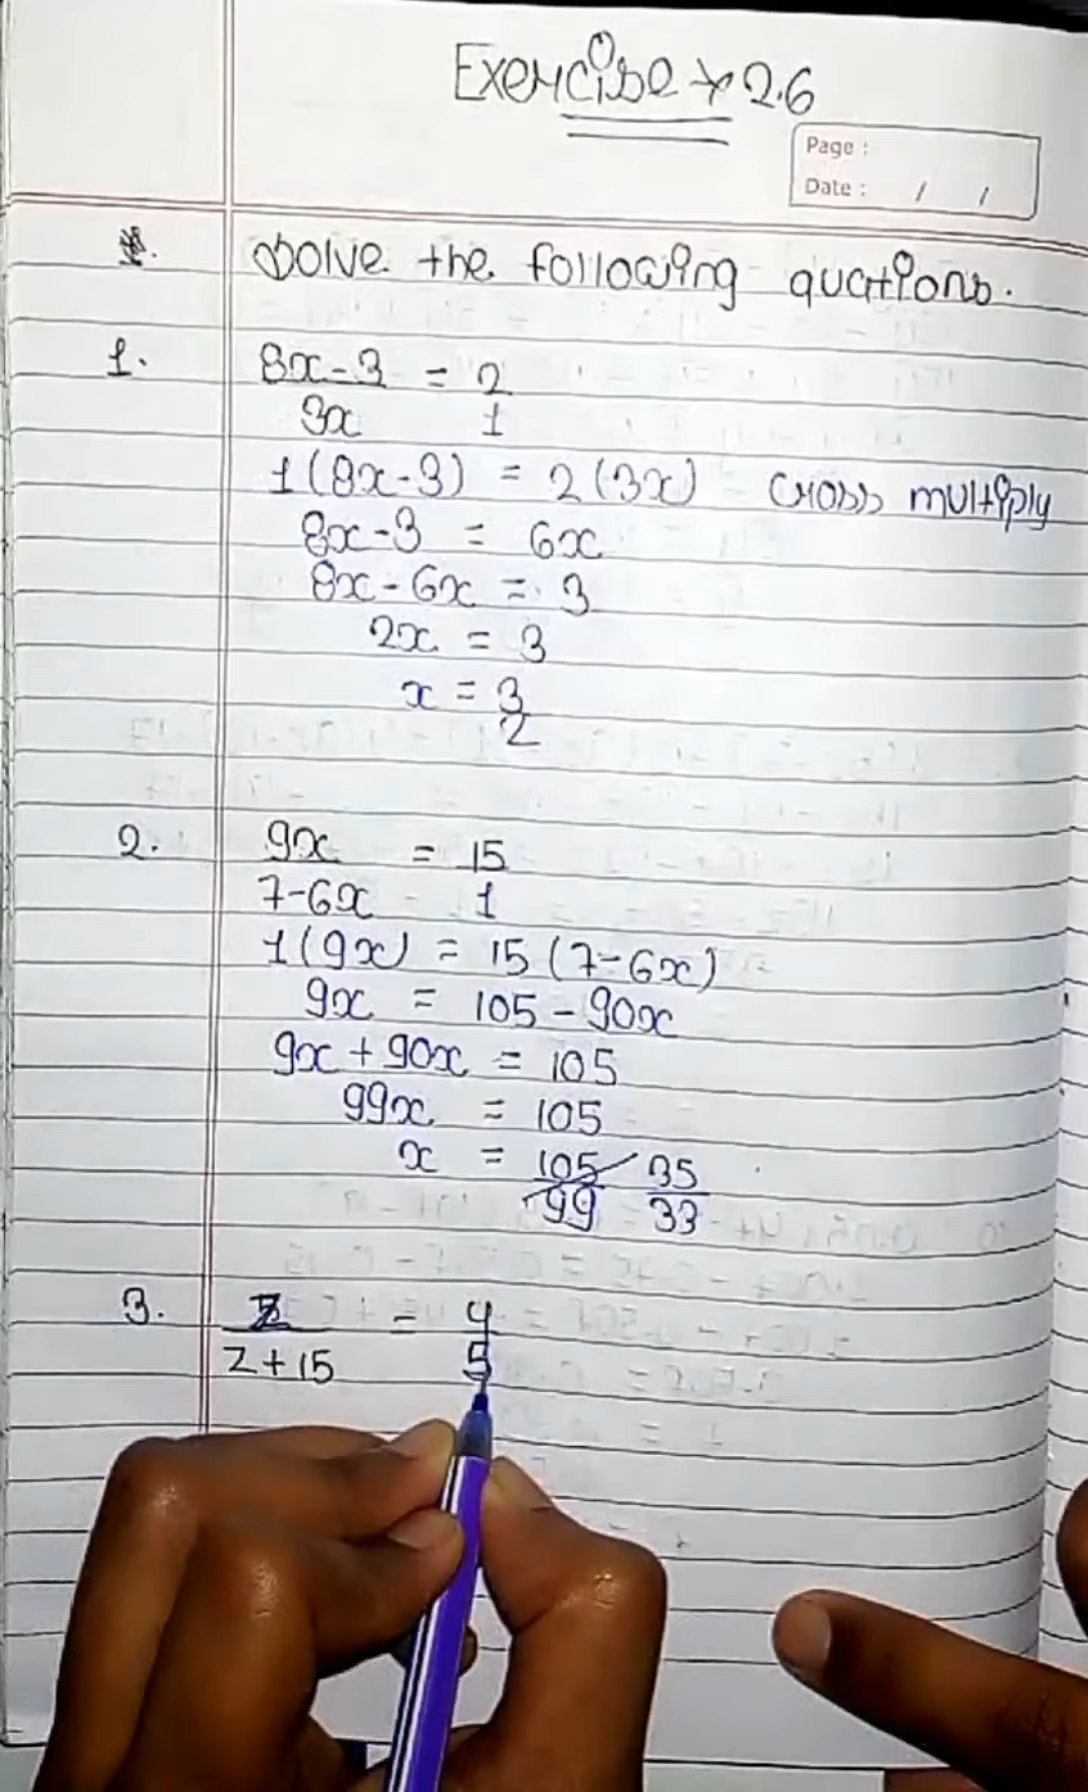 Exercise → 2.6
Page :
Date : / /
Solve the following quations.
1. 8x-3 = 2
3x 1
1(8x-3) = 2(3x) cross multiply
8x-3 = 6x
8x-6x = 3
2x = 3
x = 3
2
2. 9x = 15
7-6x 1
1(9x) = 15(7-6x)
9x = 105-90x
9x+90x = 105
99x = 105
x = 105 35
99 33
3. z = 4
z+15 5